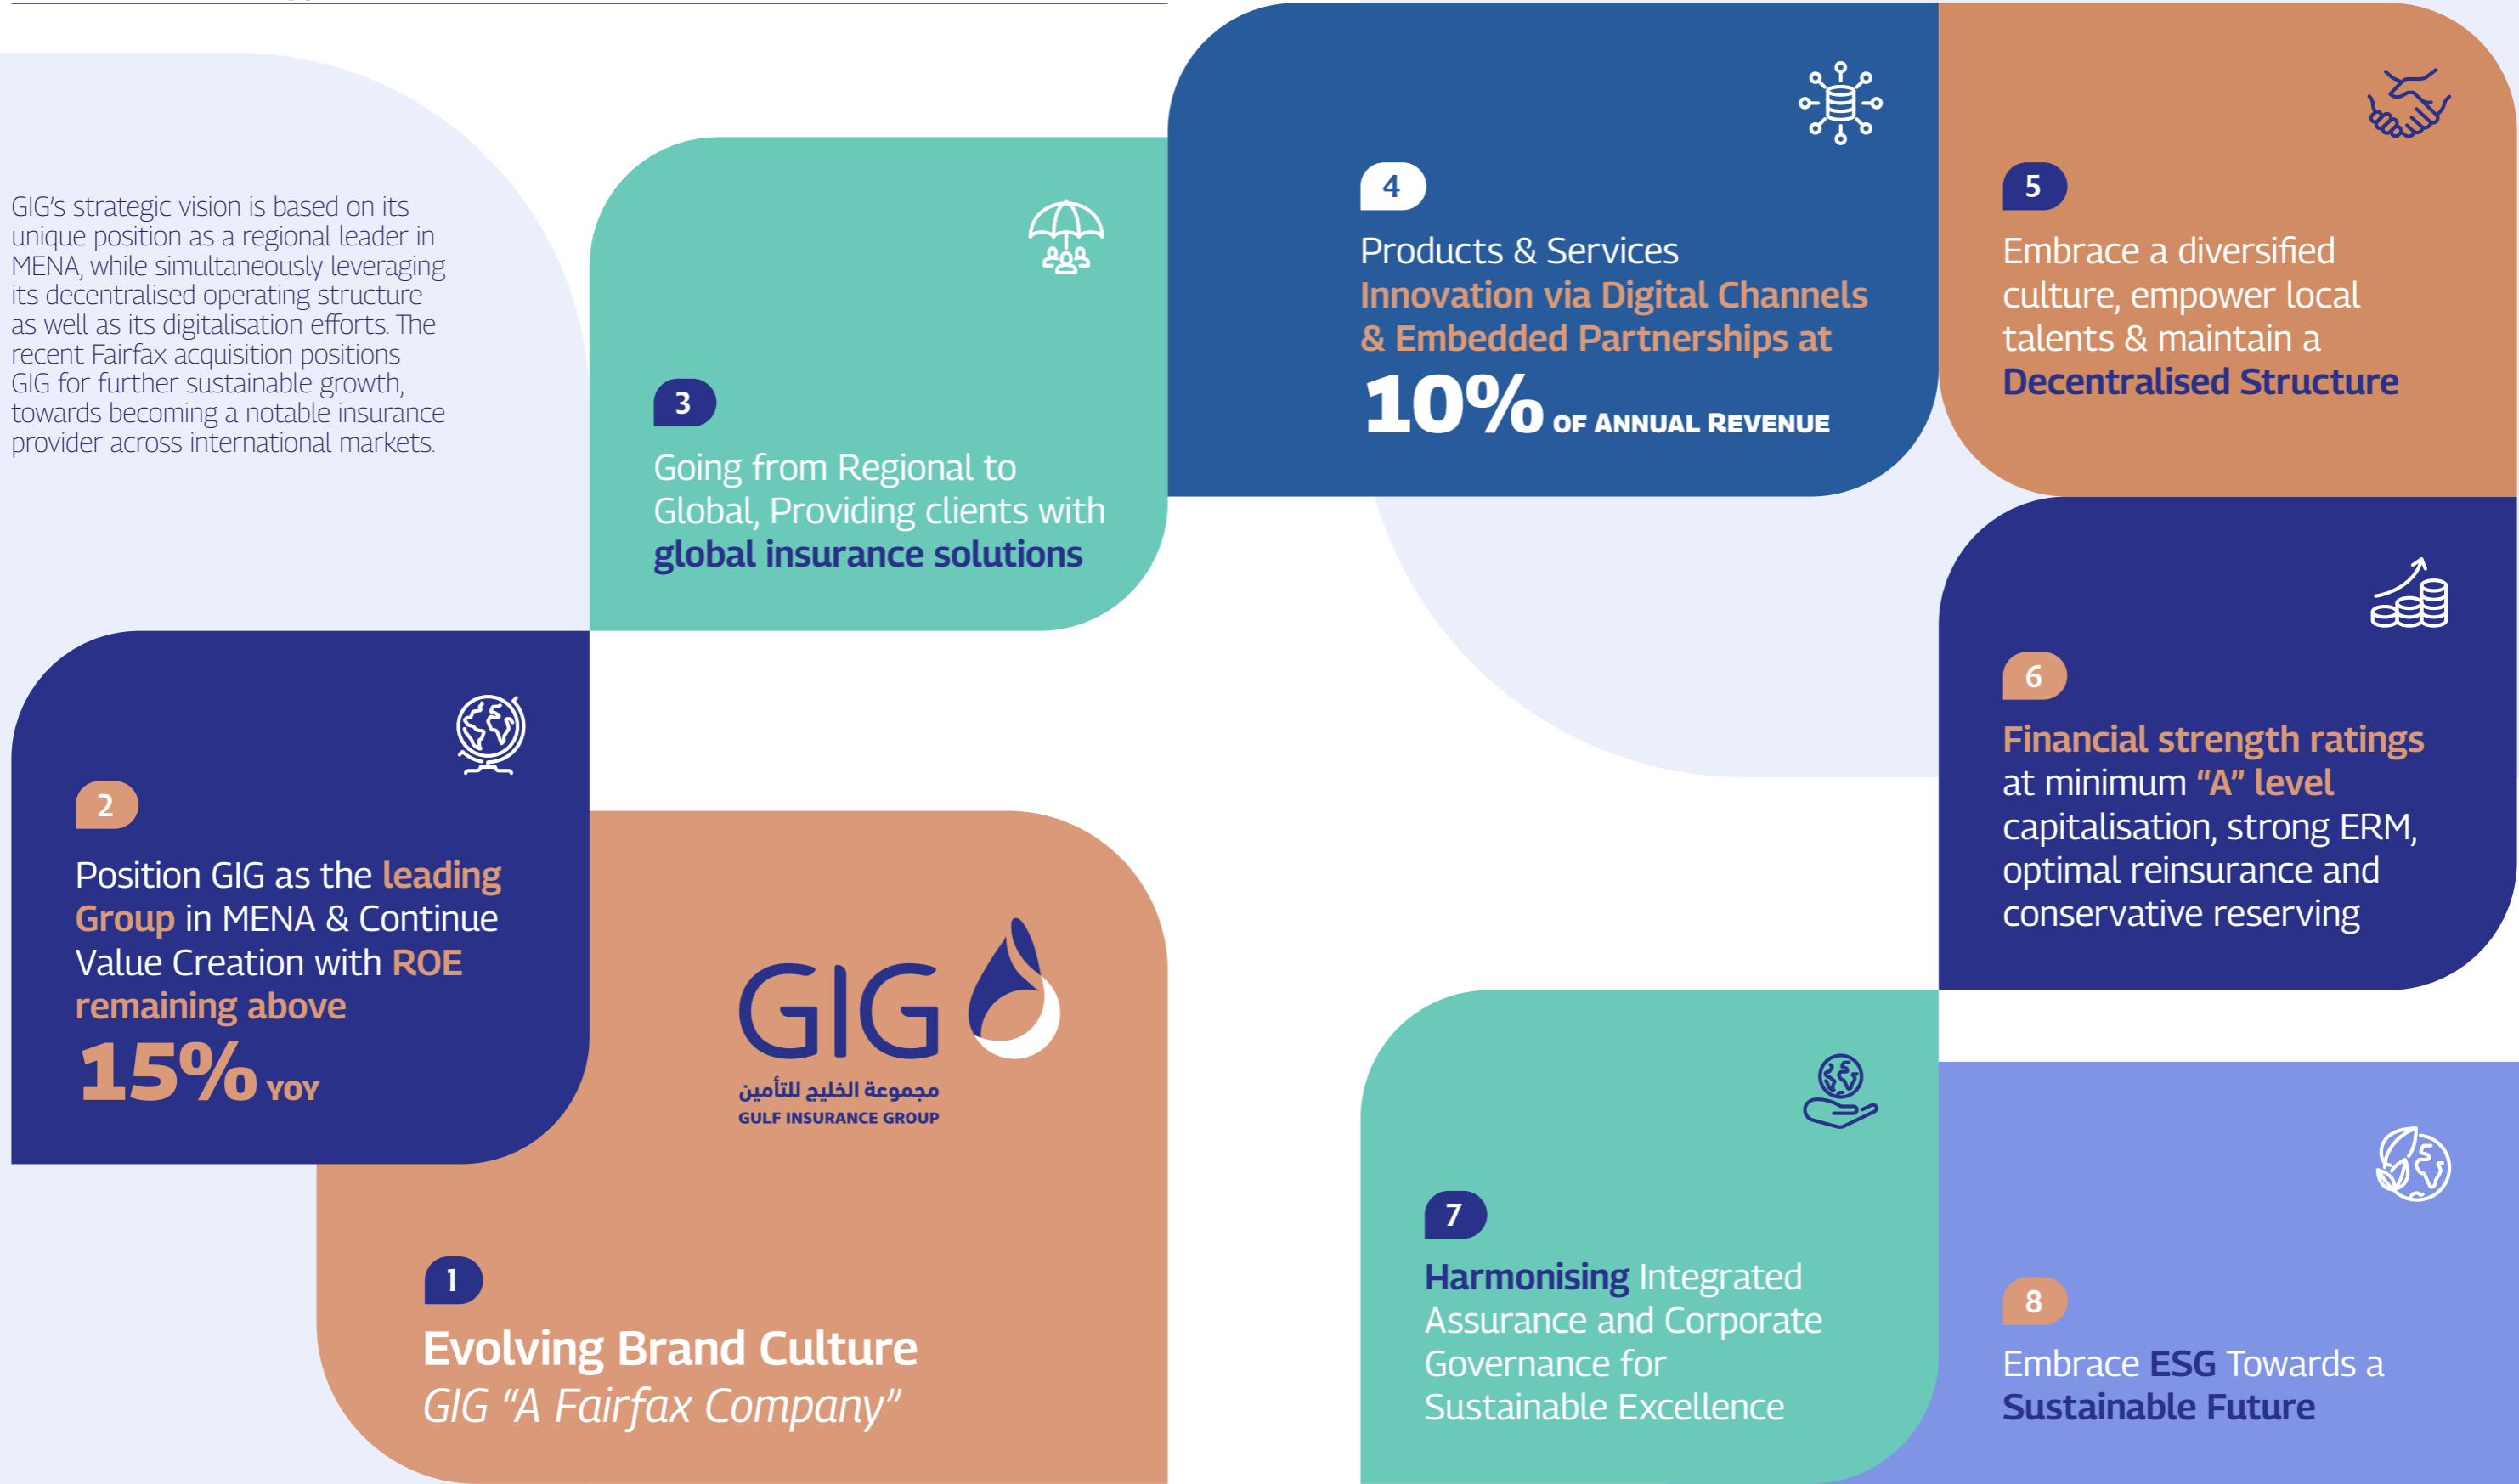 GIG's strategic vision is based on its
unique position as a regional leader in
MENA, while simultaneously leveraging
its decentralised operating structure
as well as its digitalisation efforts. The
recent Fairfax acquisition positions
GIG for further sustainable growth,
towards becoming a notable insurance
provider across international markets.
1
Evolving Brand Culture
GIG “A Fairfax Company”
GIG
مجموعة الخليج للتأمين
GULF INSURANCE GROUP
2
Position GIG as the leading
Group in MENA & Continue
Value Creation with ROE
remaining above
15% YOY
3
Going from Regional to
Global, Providing clients with
global insurance solutions
4
Products & Services
Innovation via Digital Channels
& Embedded Partnerships at
10% OF ANNUAL REVENUE
5
Embrace a diversified
culture, empower local
talents & maintain a
Decentralised Structure
6
Financial strength ratings
at minimum “A” level
capitalisation, strong ERM,
optimal reinsurance and
conservative reserving
7
Harmonising Integrated
Assurance and Corporate
Governance for
Sustainable Excellence
8
Embrace ESG Towards a
Sustainable Future